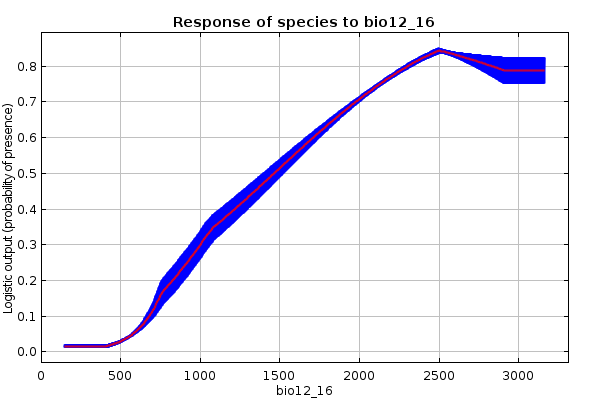 Response of species to bio12_16
Logistic output (probability of presence)
0.8
0.7
0.6
0.5
0.4
0.3
0.2
0.1
0.0
0 500 1000 1500 2000 2500 3000
bio12_16